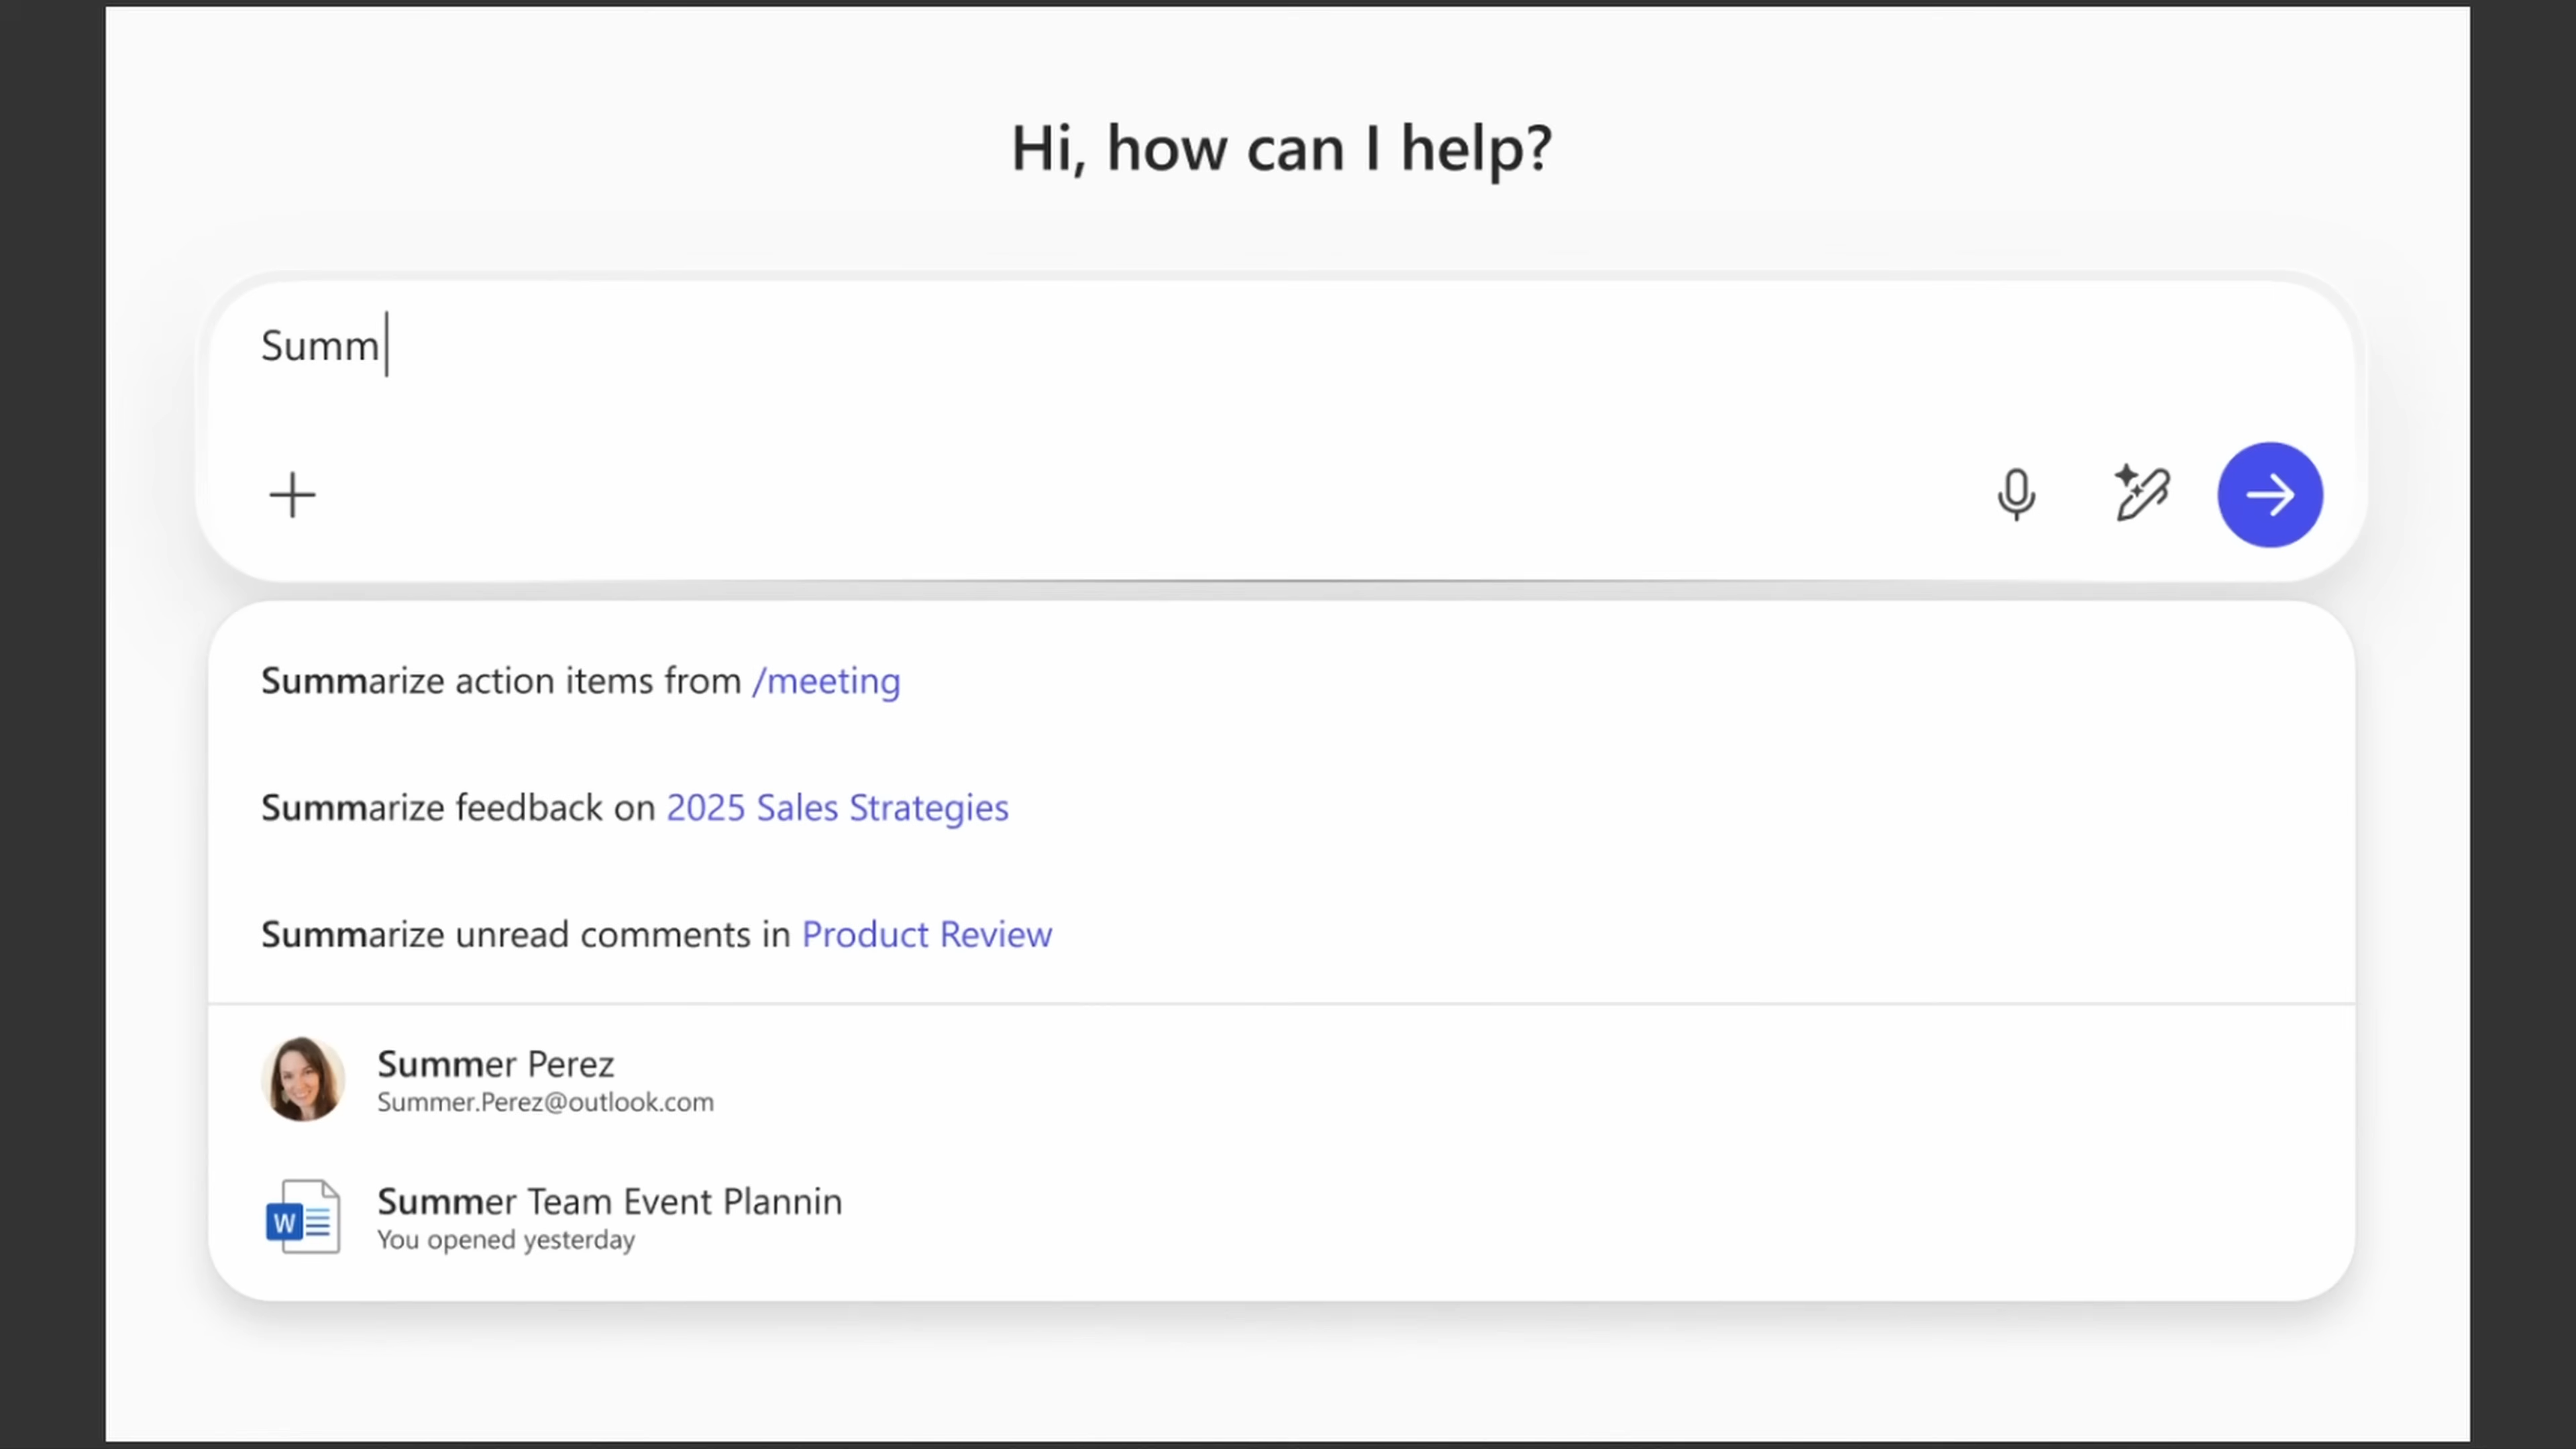 Hi, how can I help?
Summ
Summarize action items from /meeting
Summarize feedback on 2025 Sales Strategies
Summarize unread comments in Product Review
Summer Perez
Summer.Perez@outlook.com
W
Summer Team Event Plannin
You opened yesterday